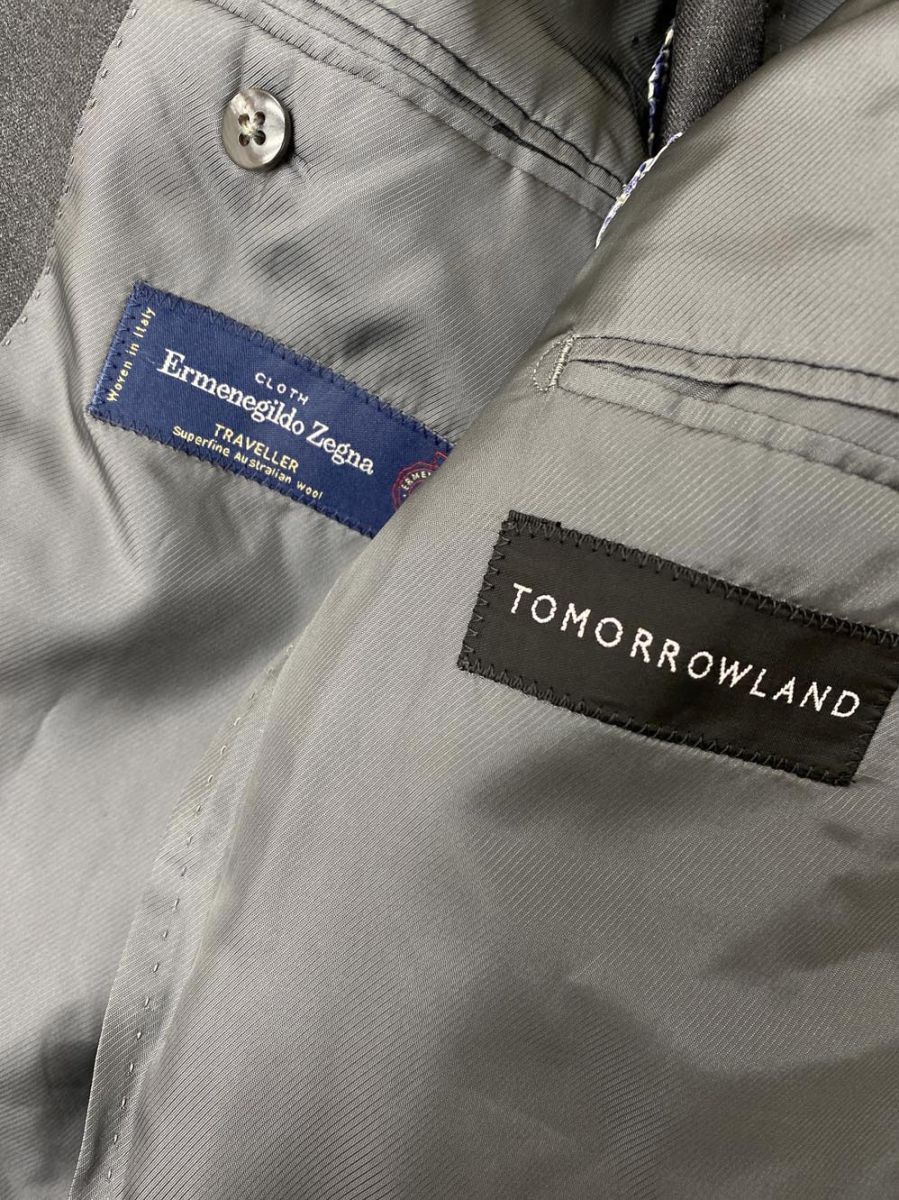 Woven in Italy
CLOTH
Ermenegildo Zegna
TRAVELLER
Superfine Australian Wool
TOMORROWLAND